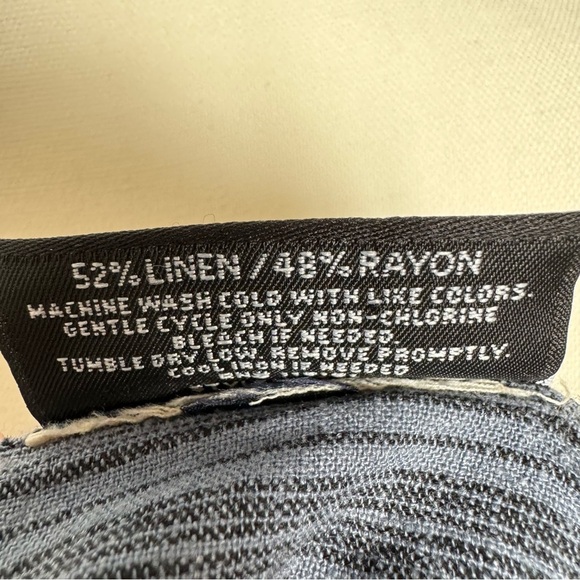 52% LINEN / 48% RAYON
MACHINE WASH COLD WITH LIKE COLORS.
GENTLE CYCLE ONLY NON-CHLORINE
BLEACH IF NEEDED.
TUMBLE DRY LOW. REMOVE PROMPTLY.
COOL IRON IF NEEDED